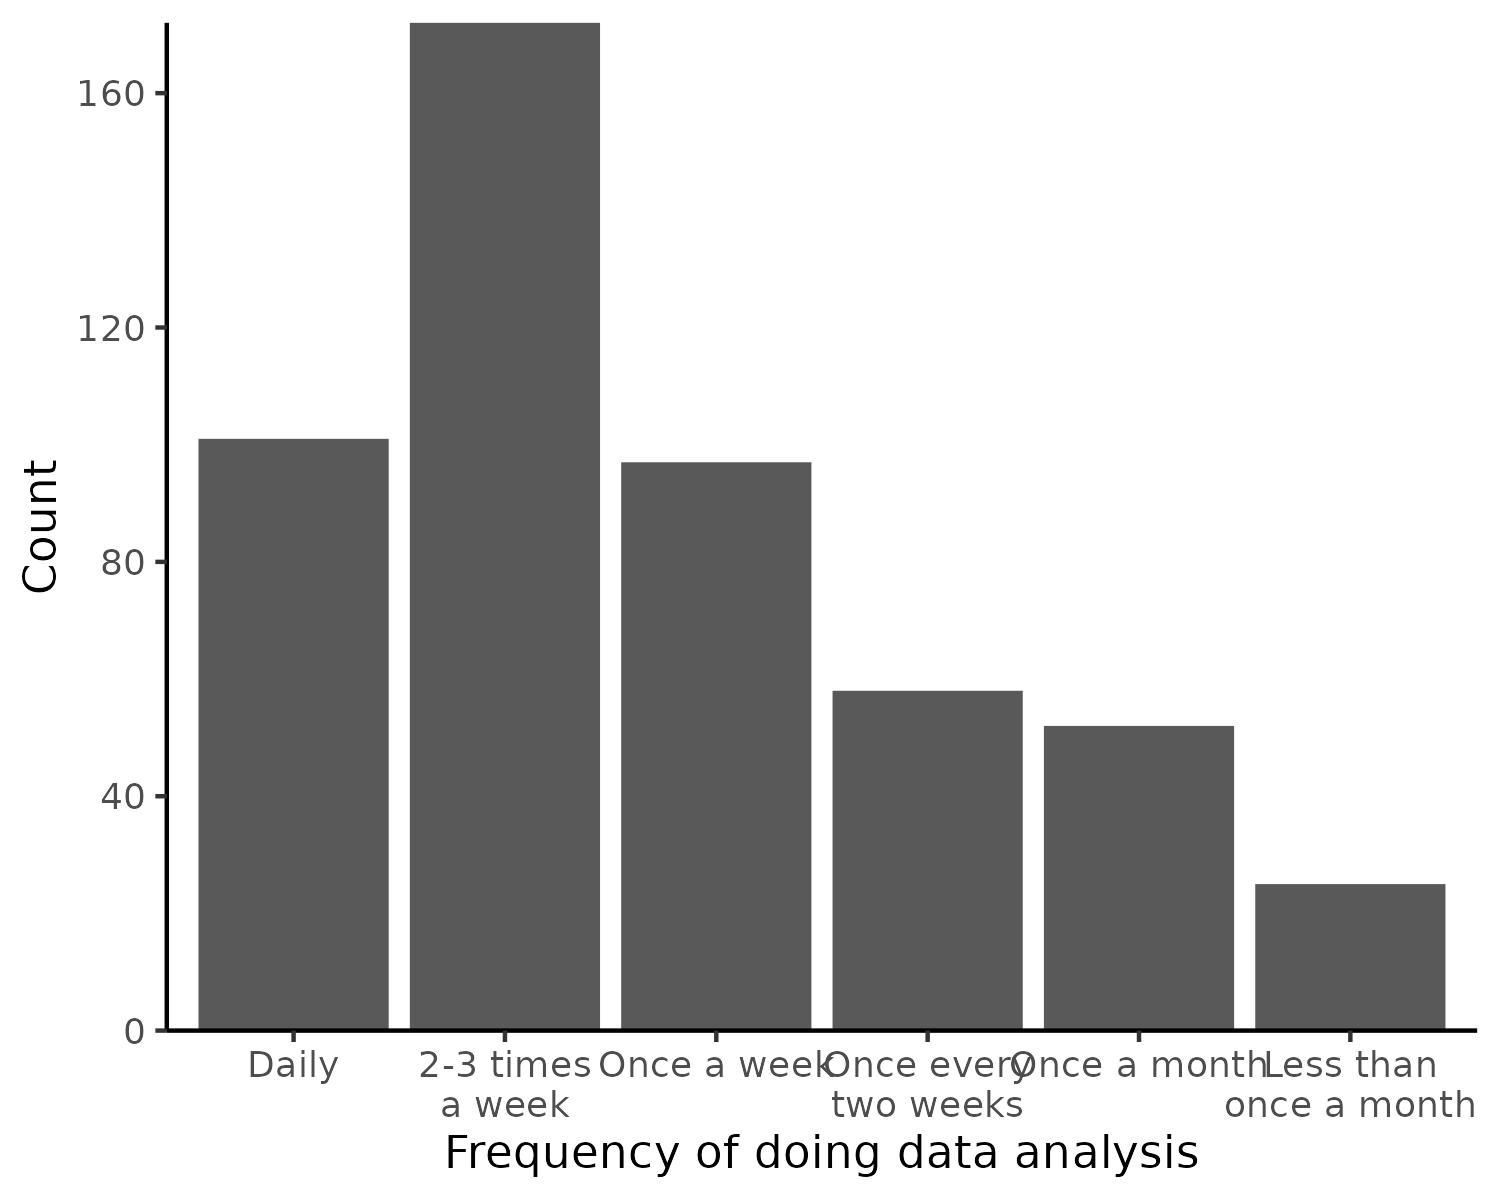 160
120
80
40
0
Count
Daily
2-3 times
a week
Once a week
Once every
two weeks
Once a month
Less than
once a month
Frequency of doing data analysis